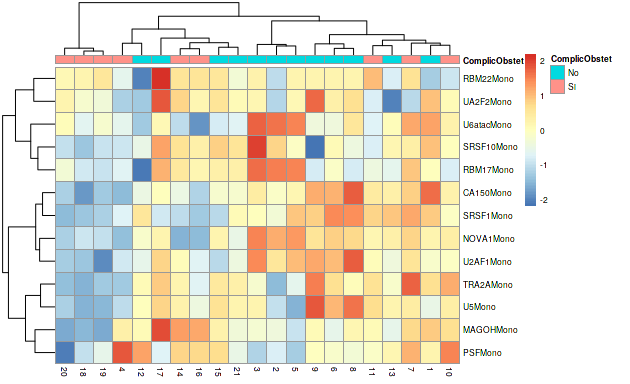 ComplicObstet
RBM22Mono
UA2F2Mono
U6atacMono
SRSF10Mono
RBM17Mono
CA150Mono
SRSF1Mono
NOVA1Mono
U2AF1Mono
TRA2AMono
U5Mono
MAGOHMono
PSFMono
20 18 19 4 12 17 14 16 15 21 3 2 5 9 6 8 11 13 7 1 10
2
1
0
-1
-2
ComplicObstet
No
SI